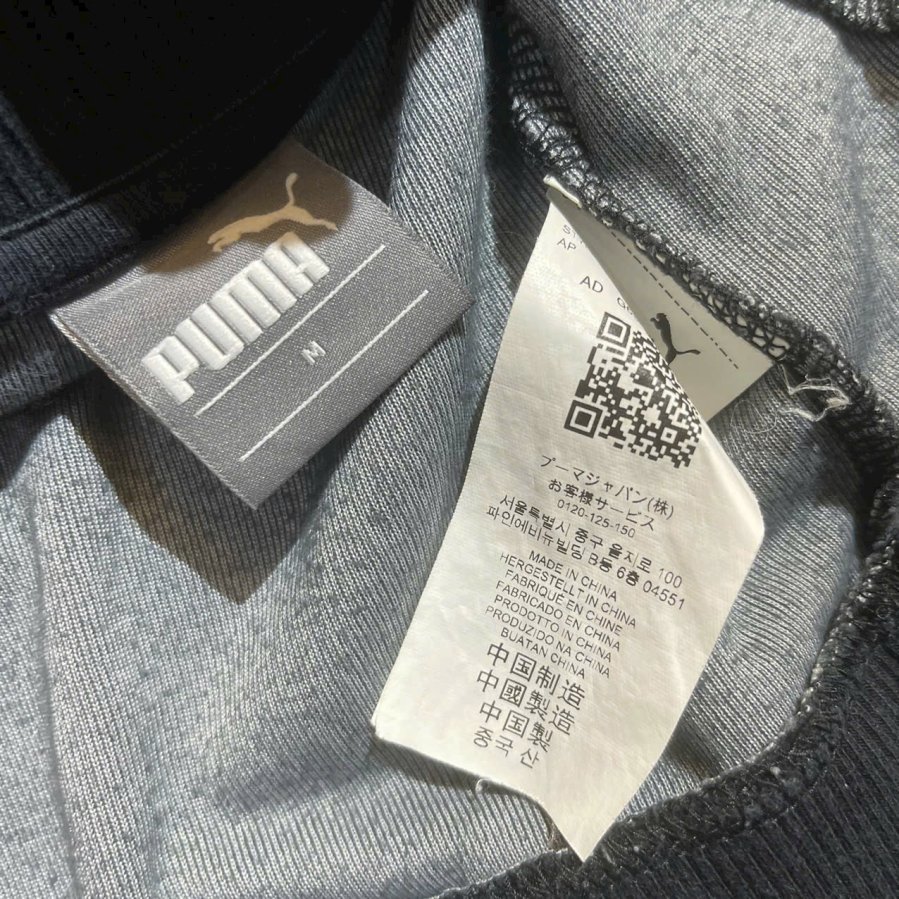 PUMA
M
AP
AD
プーマジャパン(株)
お客様サービス
0120-125-150
서울특별시 중구 을지로 100
파인에비뉴빌딩 B동 6층 04551
MADE IN CHINA
HERGESTELLT IN CHINA
FABRIQUÉ EN CHINE
FABRICADO EN CHINA
PRODOTTO IN CHINA
PRODUZIDO NA CHINA
BUATAN CHINA
中国制造
中國製造
中国製
중국 산